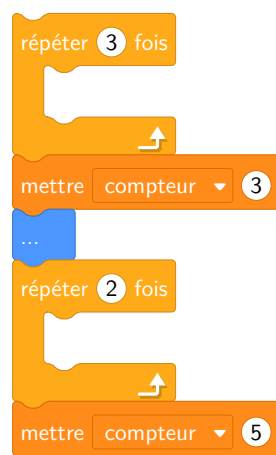 répéter 3 fois
mettre compteur 3
...
répéter 2 fois
mettre compteur 5